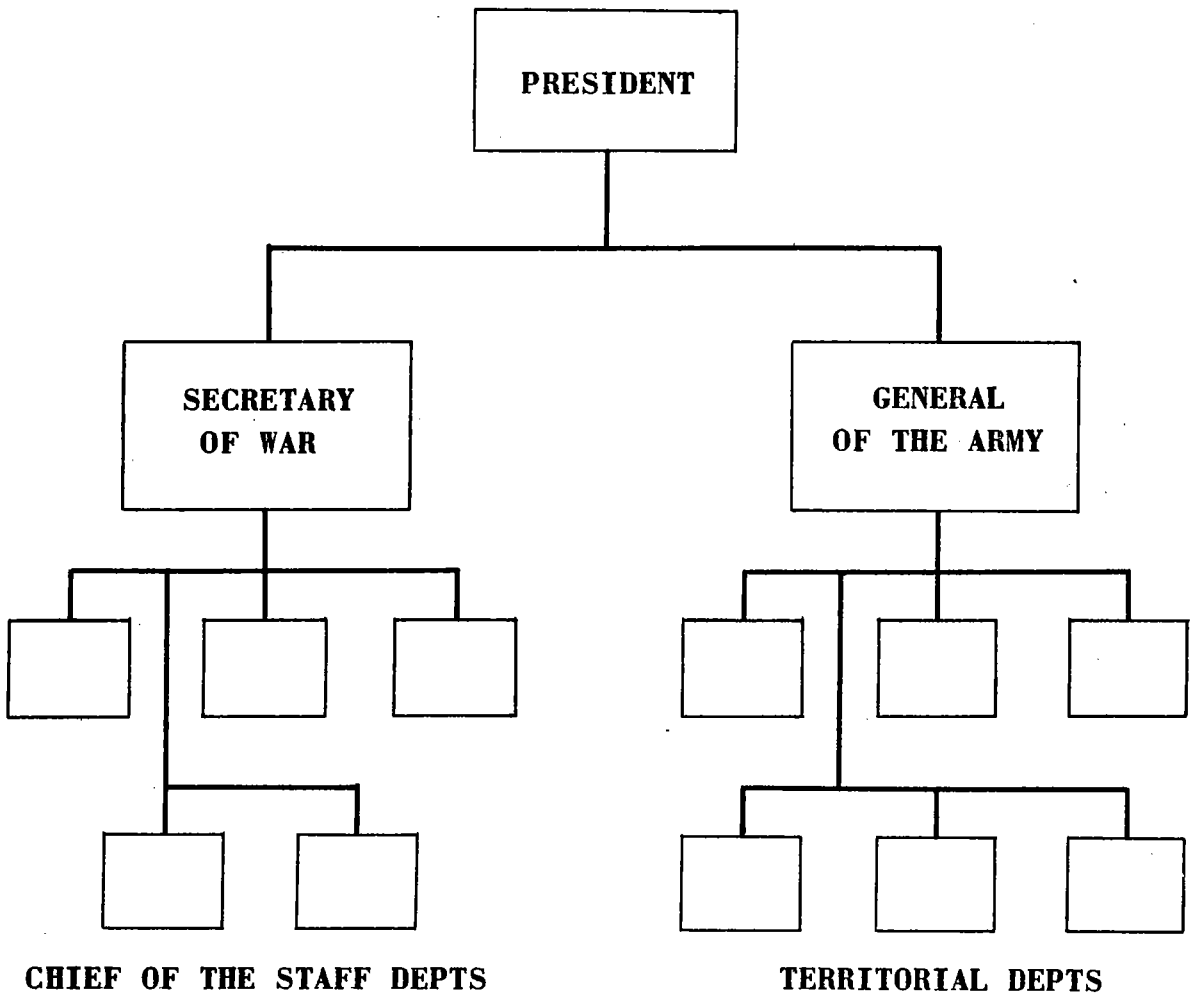 PRESIDENT
SECRETARY
OF WAR
GENERAL
OF THE ARMY
CHIEF OF THE STAFF DEPTS
TERRITORIAL DEPTS